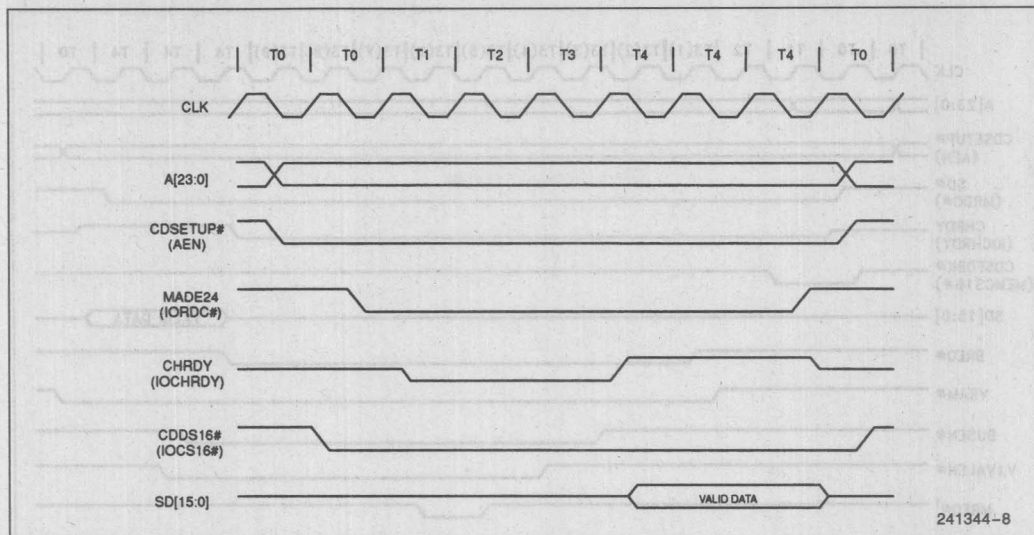 T0 T0 T1 T2 T3 T4 T4 T4 T0
CLK
A[23:0]
CDSETUP#
(AEN)
MADE24
(IORDC#)
CHRDY
(IOCHRDY)
CDDS16#
(IOCS16#)
SD[15:0]
VALID DATA
241344-8